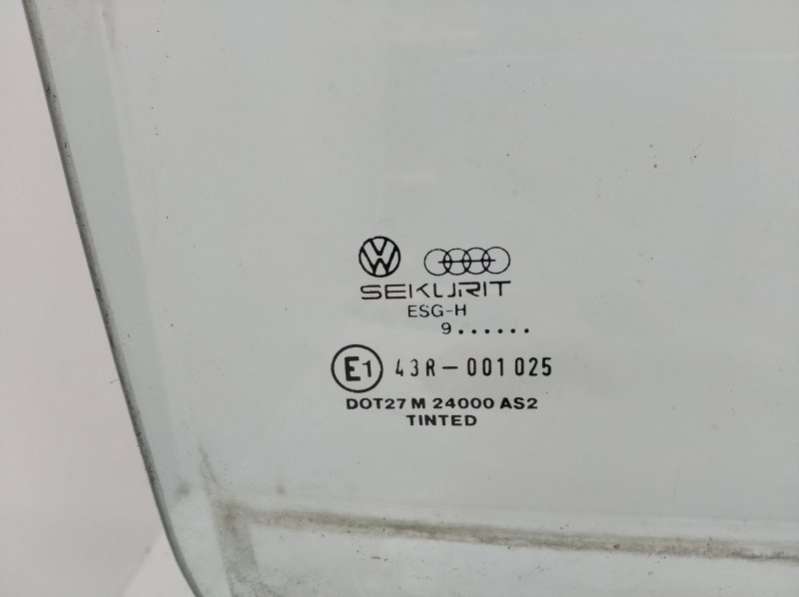 SEKURIT
ESG-H
9......
E1 43R-001025
DOT27 M 24000 AS2
TINTED